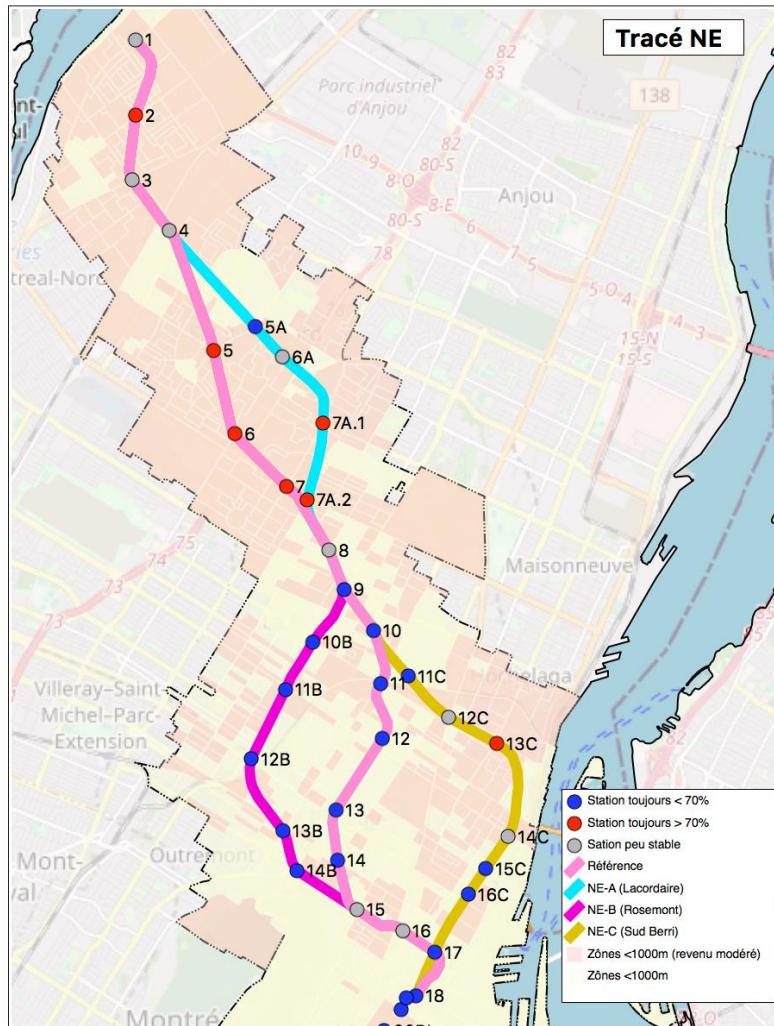 Tracé NE
1
82
83
Parc industriel
d'Anjou
138
2
10
9
80-S
8-O
8-E
80-S
Anjou
6
7
5
5-O
4
4
3
3
78
4
15-N
15-S
treal-Nord
5A
6A
5
7A.1
6
7
7A.2
75
74
73
8
Maisonneuve
9
10
10B
11C
11
11B
Villeray–Saint-
Michel–Parc-
Extension
12C
12
13C
12B
13
14C
13B
Outremont
14
15C
14B
16C
15
16
17
18
Montré
Station toujours < 70%
Station toujours > 70%
Sation peu stable
Référence
NE-A (Lacordaire)
NE-B (Rosemont)
NE-C (Sud Berri)
Zônes <1000m (revenu modéré)
Zônes <1000m